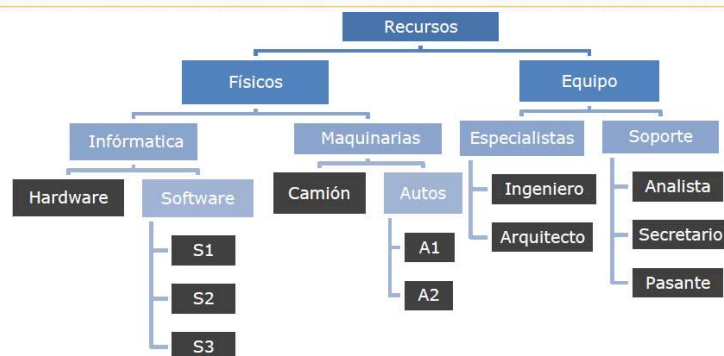 Recursos
Físicos
Equipo
Infórmatica
Maquinarias
Especialistas
Soporte
Hardware
Software
Camión
Autos
Ingeniero
Analista
S1
A1
Arquitecto
Secretario
S2
A2
Pasante
S3